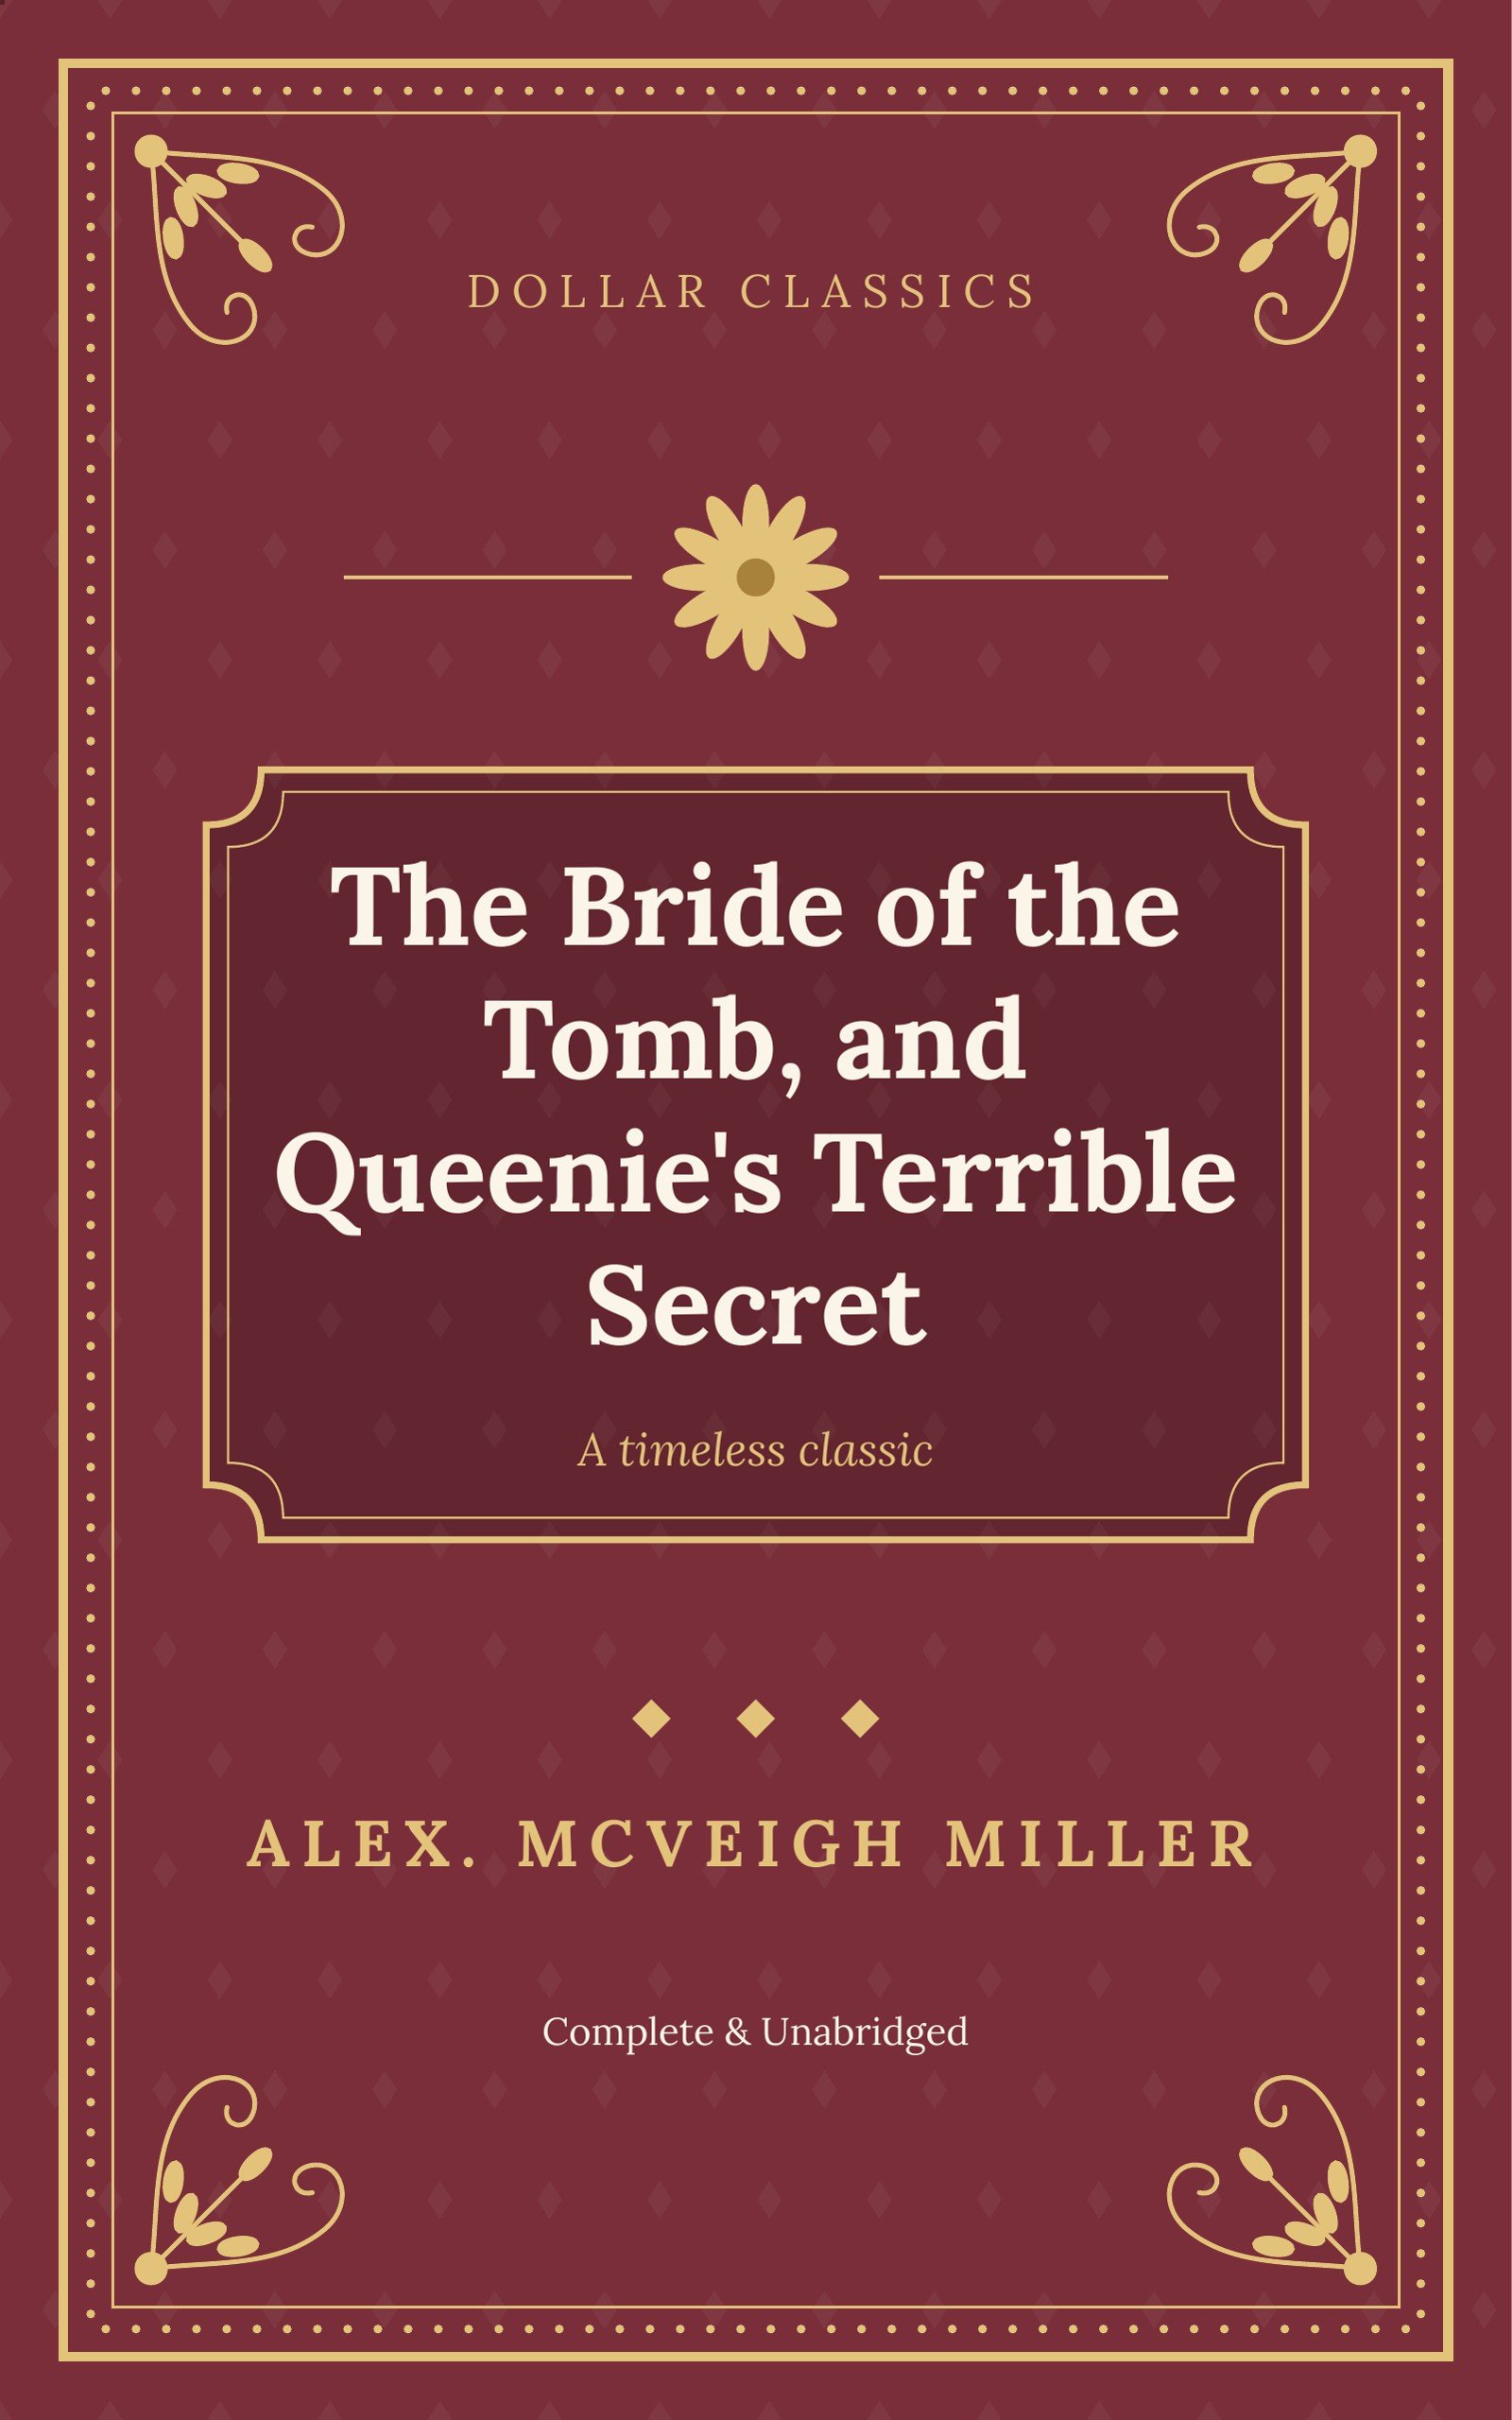 DOLLAR CLASSICS
The Bride of the
Tomb, and
Queenie's Terrible
Secret
A timeless classic
ALEX. MCVEIGH MILLER
Complete & Unabridged